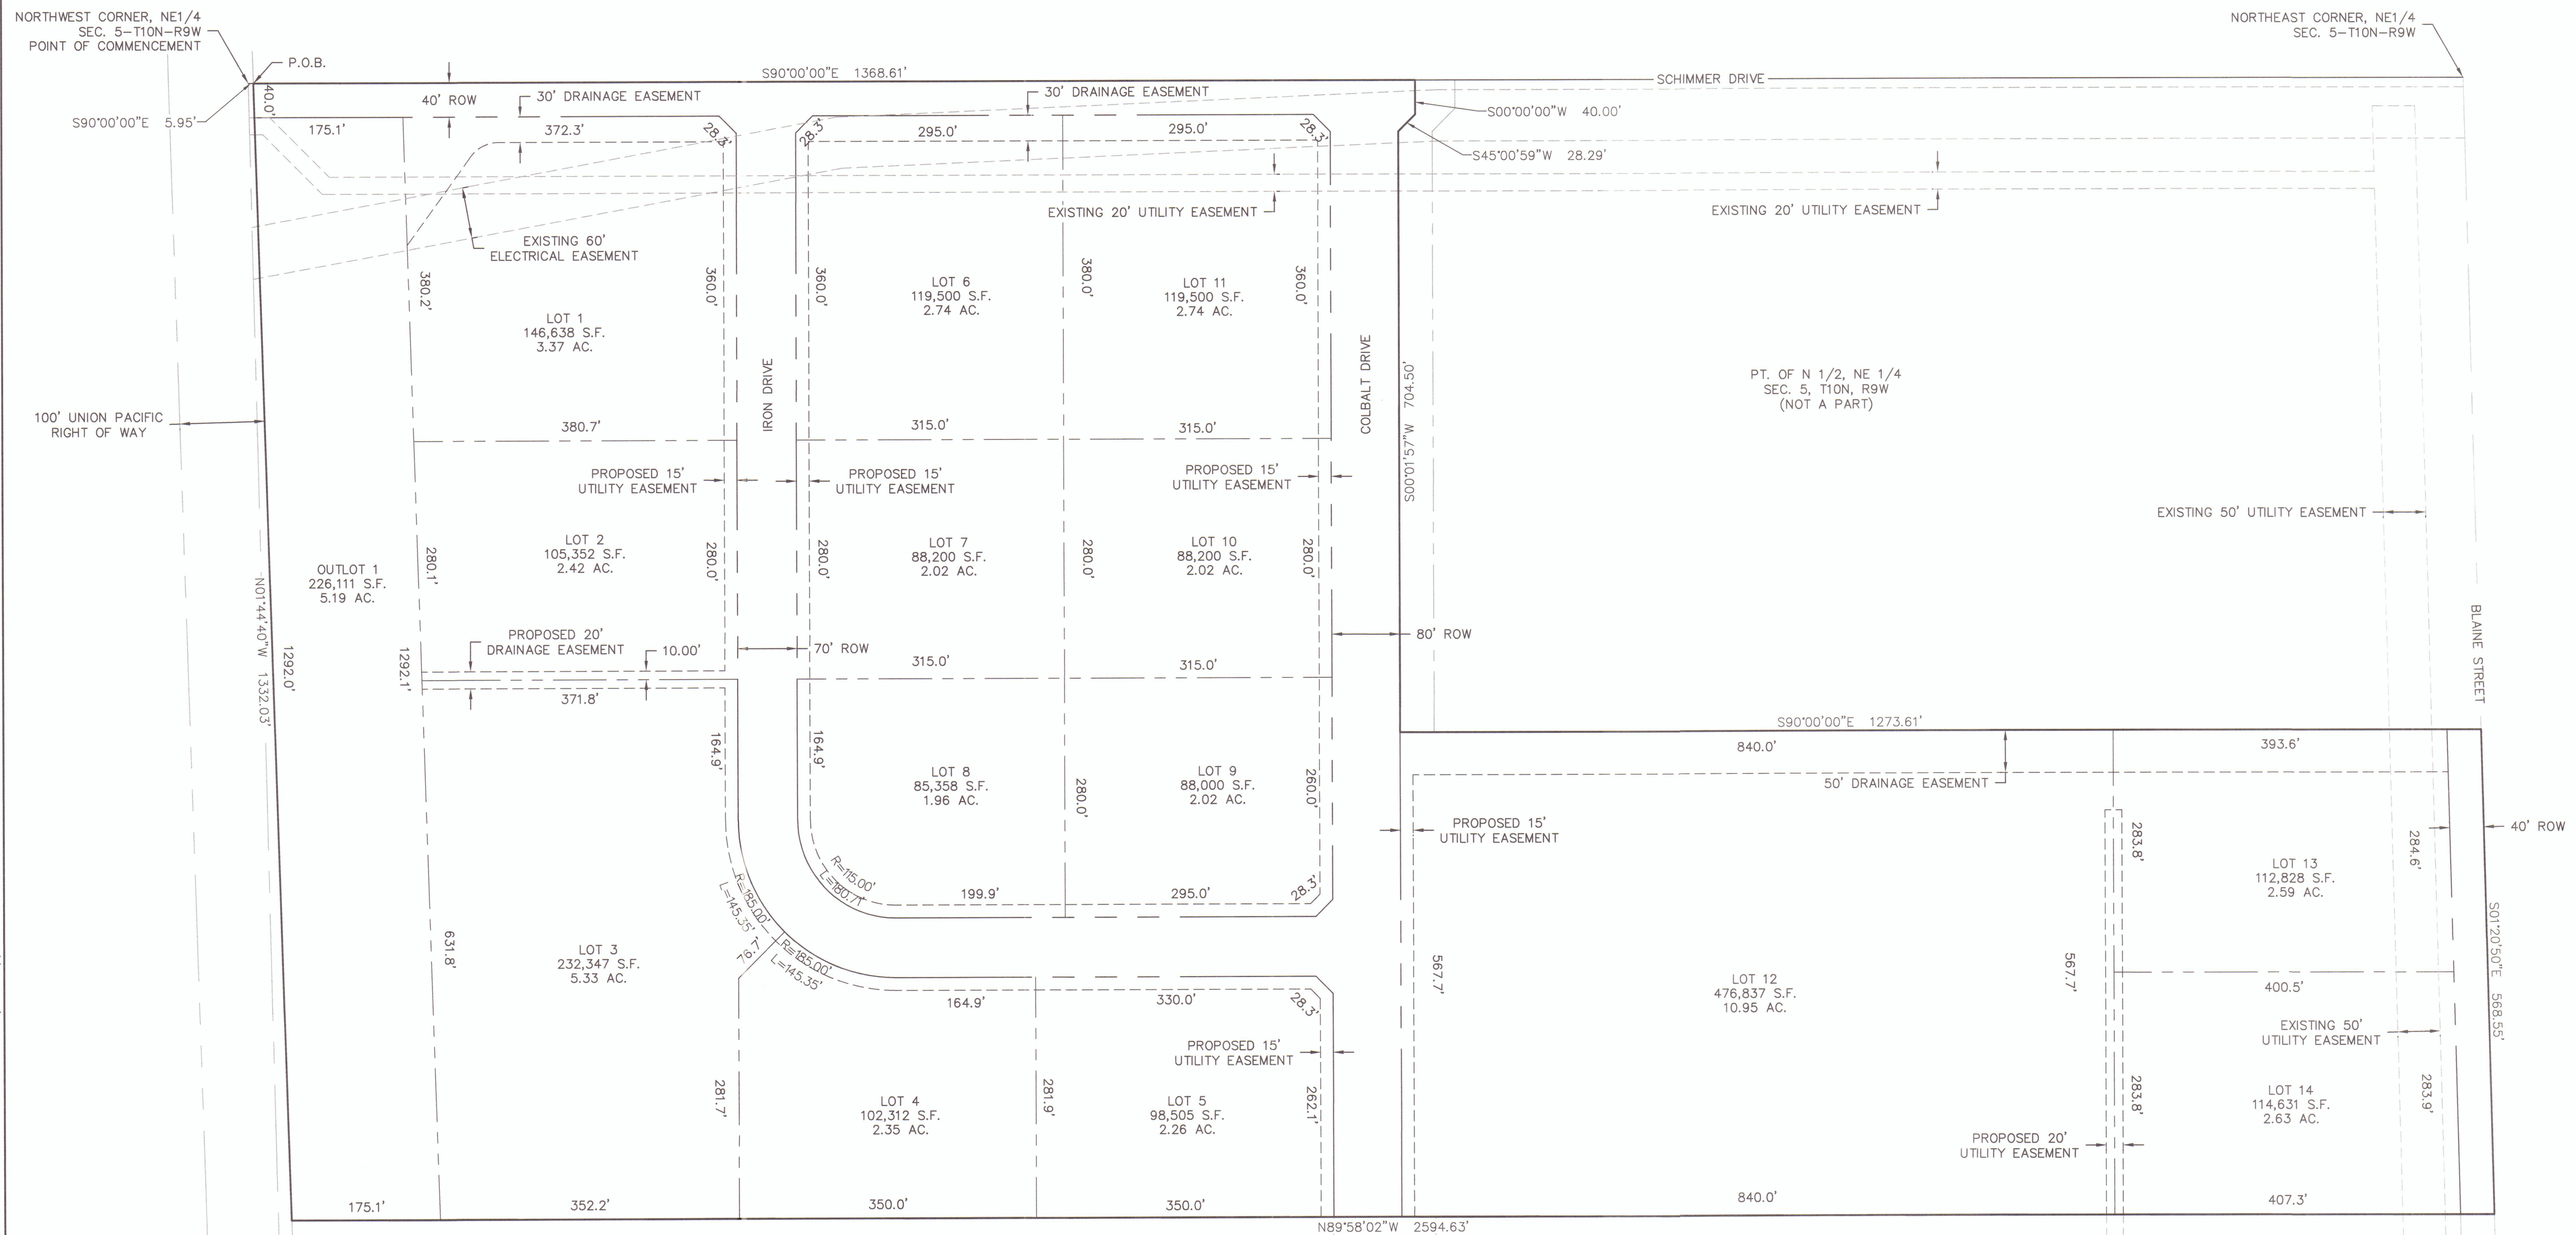 NORTHWEST CORNER, NE1/4
SEC. 5-T10N-R9W
POINT OF COMMENCEMENT
P.O.B.
S90°00'00"E 5.95'
40.0'
S90°00'00"E 1368.61'
SCHIMMER DRIVE
NORTHEAST CORNER, NE1/4
SEC. 5-T10N-R9W
40' ROW
30' DRAINAGE EASEMENT
30' DRAINAGE EASEMENT
S00°00'00"W 40.00'
S45°00'59"W 28.29'
175.1'
372.3'
28.3'
28.3'
295.0'
295.0'
28.3'
EXISTING 20' UTILITY EASEMENT
EXISTING 20' UTILITY EASEMENT
EXISTING 60'
ELECTRICAL EASEMENT
380.2'
LOT 1
146,638 S.F.
3.37 AC.
360.0'
360.0'
LOT 6
119,500 S.F.
2.74 AC.
380.0'
LOT 11
119,500 S.F.
2.74 AC.
360.0'
IRON DRIVE
COLBALT DRIVE
S00°01'57"W 704.50'
PT. OF N 1/2, NE 1/4
SEC. 5, T10N, R9W
(NOT A PART)
100' UNION PACIFIC
RIGHT OF WAY
380.7'
315.0'
315.0'
PROPOSED 15'
UTILITY EASEMENT
PROPOSED 15'
UTILITY EASEMENT
PROPOSED 15'
UTILITY EASEMENT
EXISTING 50' UTILITY EASEMENT
OUTLOT 1
226,111 S.F.
5.19 AC.
280.1'
LOT 2
105,352 S.F.
2.42 AC.
280.0'
280.0'
LOT 7
88,200 S.F.
2.02 AC.
280.0'
LOT 10
88,200 S.F.
2.02 AC.
280.0'
N01°44'40"W 1332.03'
1292.0'
1292.1'
PROPOSED 20'
DRAINAGE EASEMENT
10.00'
70' ROW
80' ROW
315.0'
315.0'
371.8'
BLAINE STREET
S90°00'00"E 1273.61'
840.0'
393.6'
50' DRAINAGE EASEMENT
164.9'
164.9'
LOT 8
85,358 S.F.
1.96 AC.
280.0'
LOT 9
88,000 S.F.
2.02 AC.
260.0'
PROPOSED 15'
UTILITY EASEMENT
40' ROW
283.8'
284.6'
LOT 13
112,828 S.F.
2.59 AC.
R=115.00'
L=180.71'
199.9'
295.0'
28.3'
R=185.00'
L=145.35'
76.7'
R=185.00'
L=145.35'
631.8'
LOT 3
232,347 S.F.
5.33 AC.
164.9'
330.0'
28.3'
567.7'
LOT 12
476,837 S.F.
10.95 AC.
567.7'
400.5'
S01°20'50"E 568.55'
EXISTING 50'
UTILITY EASEMENT
PROPOSED 15'
UTILITY EASEMENT
281.7'
LOT 4
102,312 S.F.
2.35 AC.
281.9'
LOT 5
98,505 S.F.
2.26 AC.
262.1'
283.8'
LOT 14
114,631 S.F.
2.63 AC.
283.9'
PROPOSED 20'
UTILITY EASEMENT
175.1'
352.2'
350.0'
350.0'
840.0'
407.3'
N89°58'02"W 2594.63'